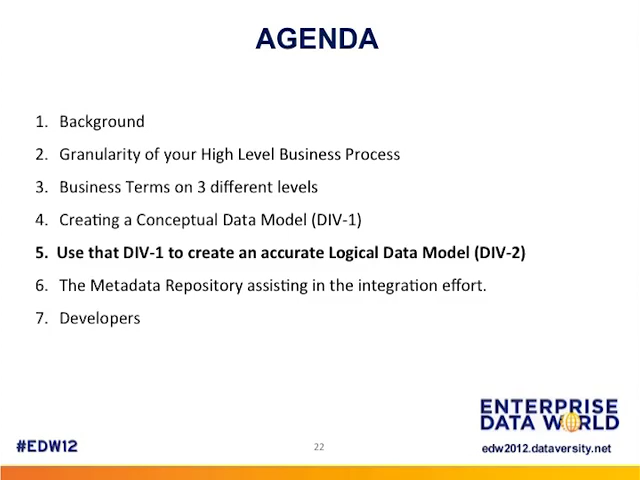 AGENDA
1. Background
2. Granularity of your High Level Business Process
3. Business Terms on 3 different levels
4. Creating a Conceptual Data Model (DIV-1)
5. Use that DIV-1 to create an accurate Logical Data Model (DIV-2)
6. The Metadata Repository assisting in the integration effort.
7. Developers
ENTERPRISE
DATA WORLD
#EDW12
22
edw2012.dataversity.net